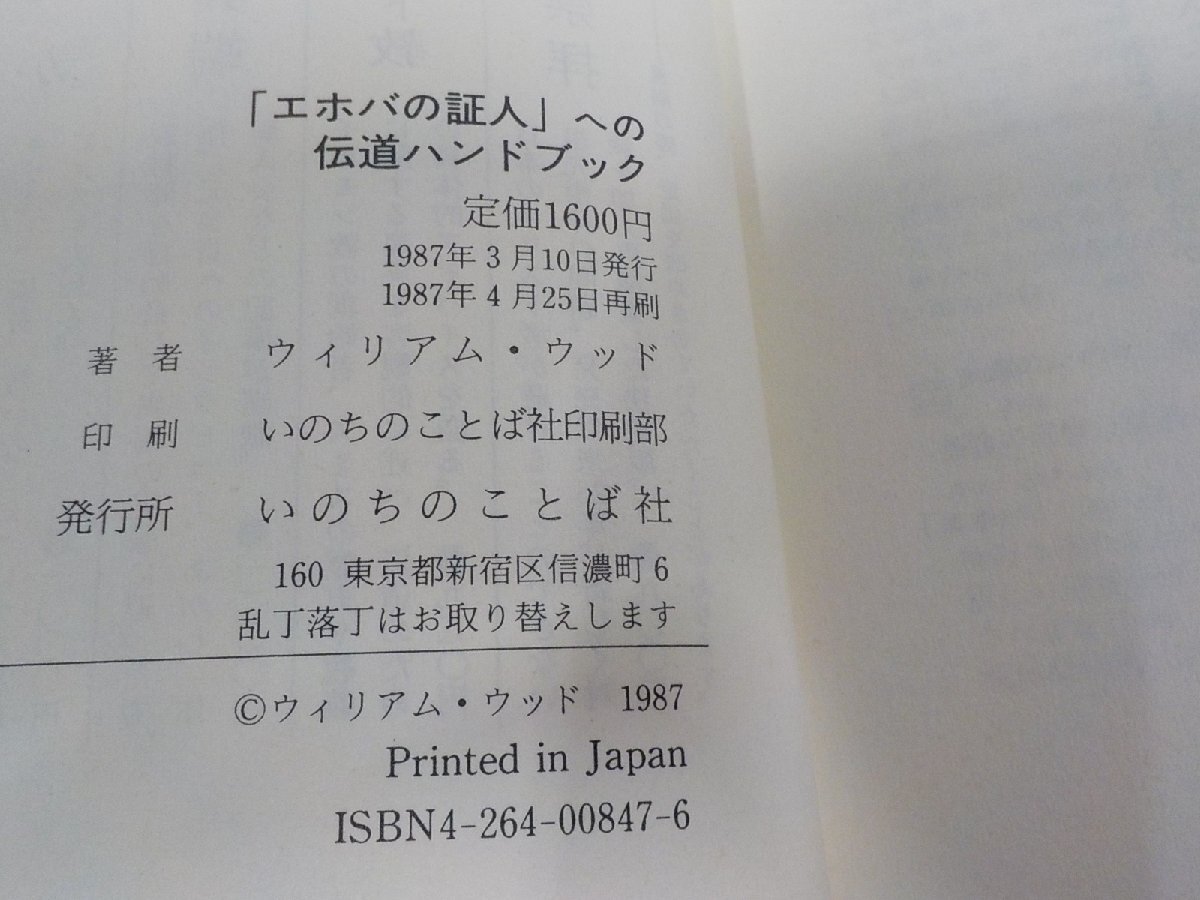 「エホバの証人」への
伝道ハンドブック
定価1600円
1987年3月10日発行
1987年4月25日再刷
著者 ウィリアム・ウッド
印刷 いのちのことば社印刷部
発行所 いのちのことば社
160 東京都新宿区信濃町6
乱丁落丁はお取り替えします
©ウィリアム・ウッド 1987
Printed in Japan
ISBN4-264-00847-6